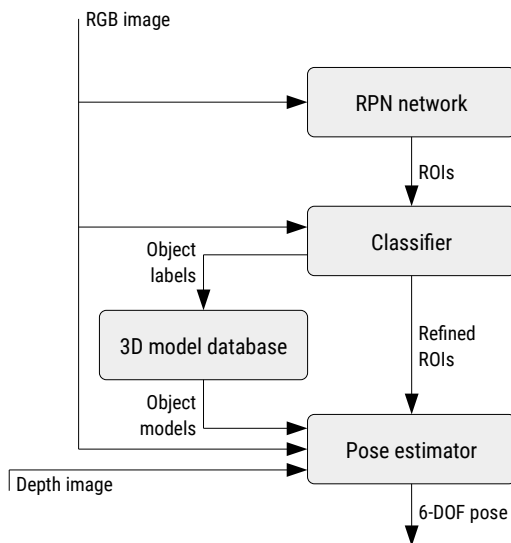 RGB image
RPN network
ROIs
Classifier
Object
labels
3D model database
Refined
ROIs
Object
models
Pose estimator
Depth image
6-DOF pose